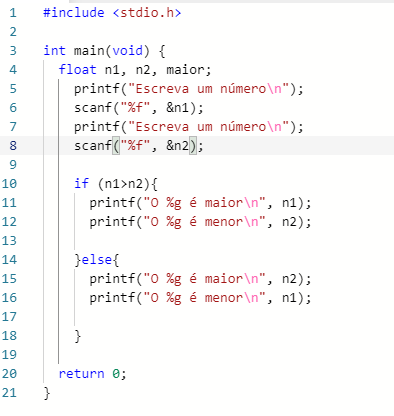 1 #include <stdio.h>
2
3 int main(void) {
4   float n1, n2, maior;
5     printf("Escreva um número\n");
6     scanf("%f", &n1);
7     printf("Escreva um número\n");
8     scanf("%f", &n2);
9
10     if (n1>n2){
11       printf("O %g é maior\n", n1);
12       printf("O %g é menor\n", n2);
13
14     }else{
15       printf("O %g é maior\n", n2);
16       printf("O %g é menor\n", n1);
17
18     }
19
20   return 0;
21 }